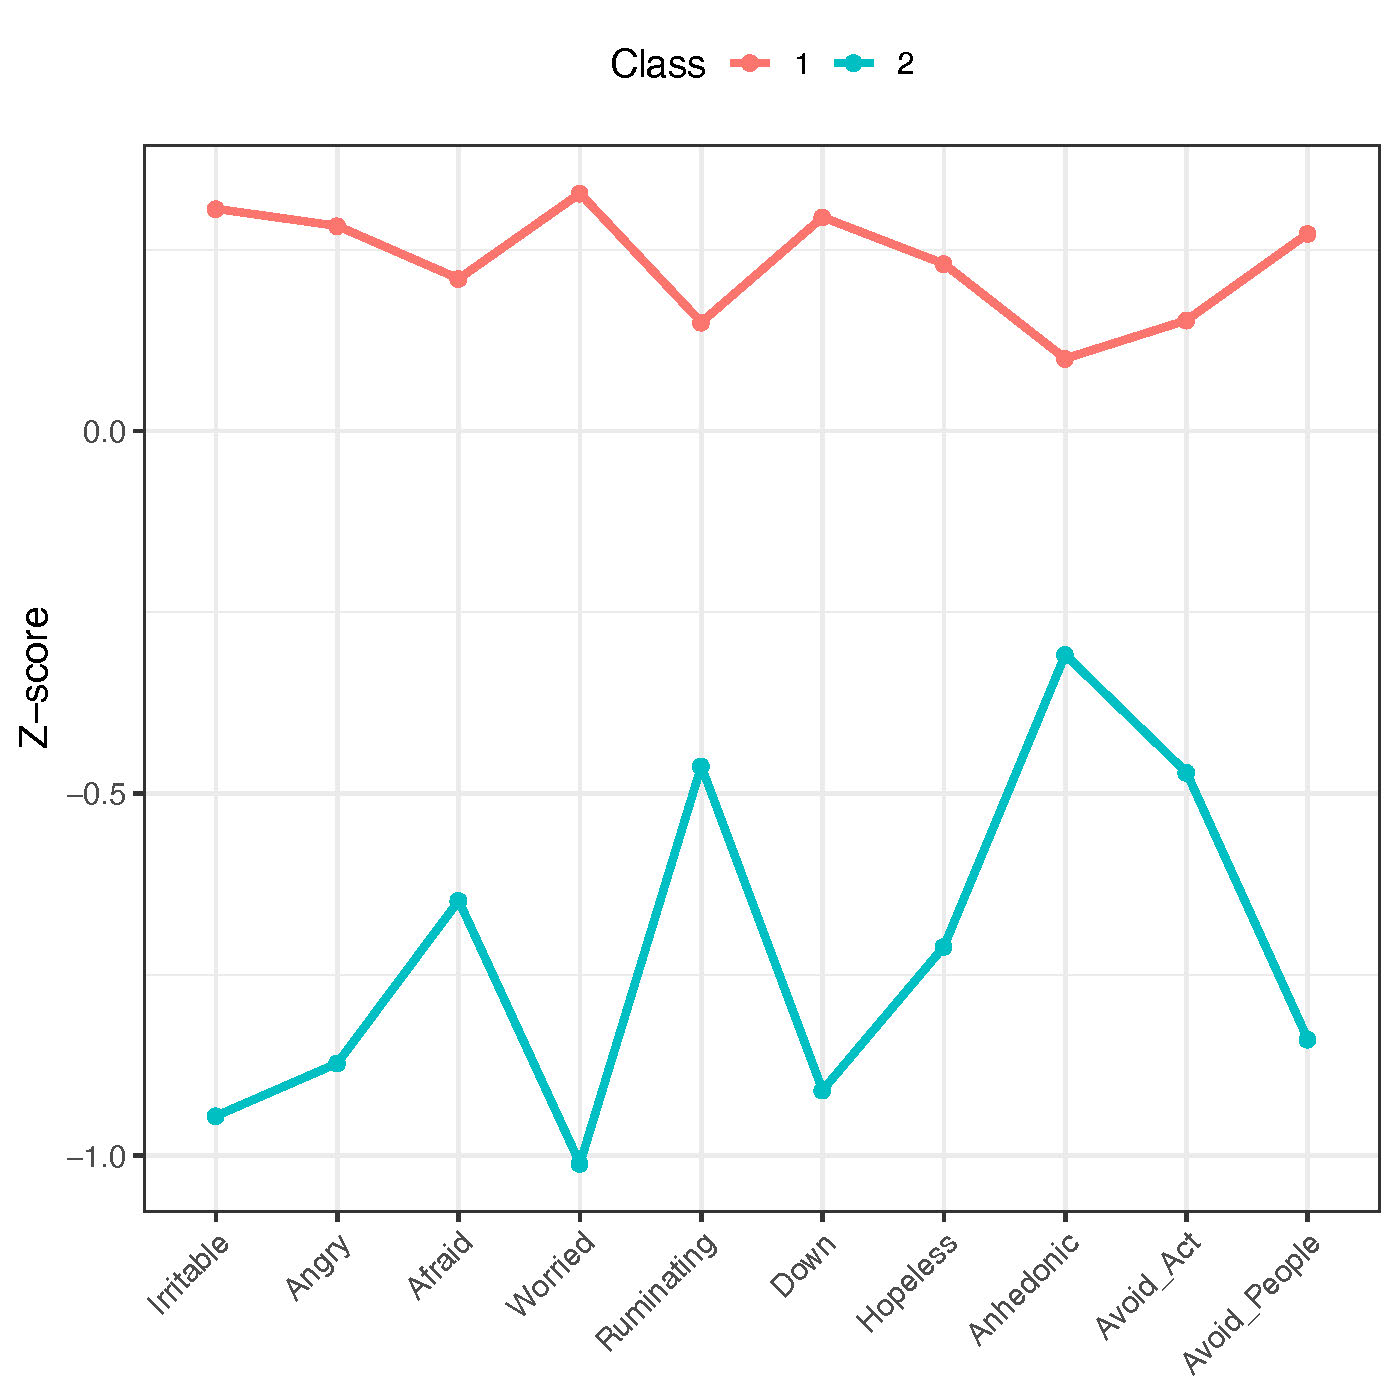 Class 1 2
Z−score
0.0
−0.5
−1.0
Irritable
Angry
Afraid
Worried
Ruminating
Down
Hopeless
Anhedonic
Avoid_Act
Avoid_People